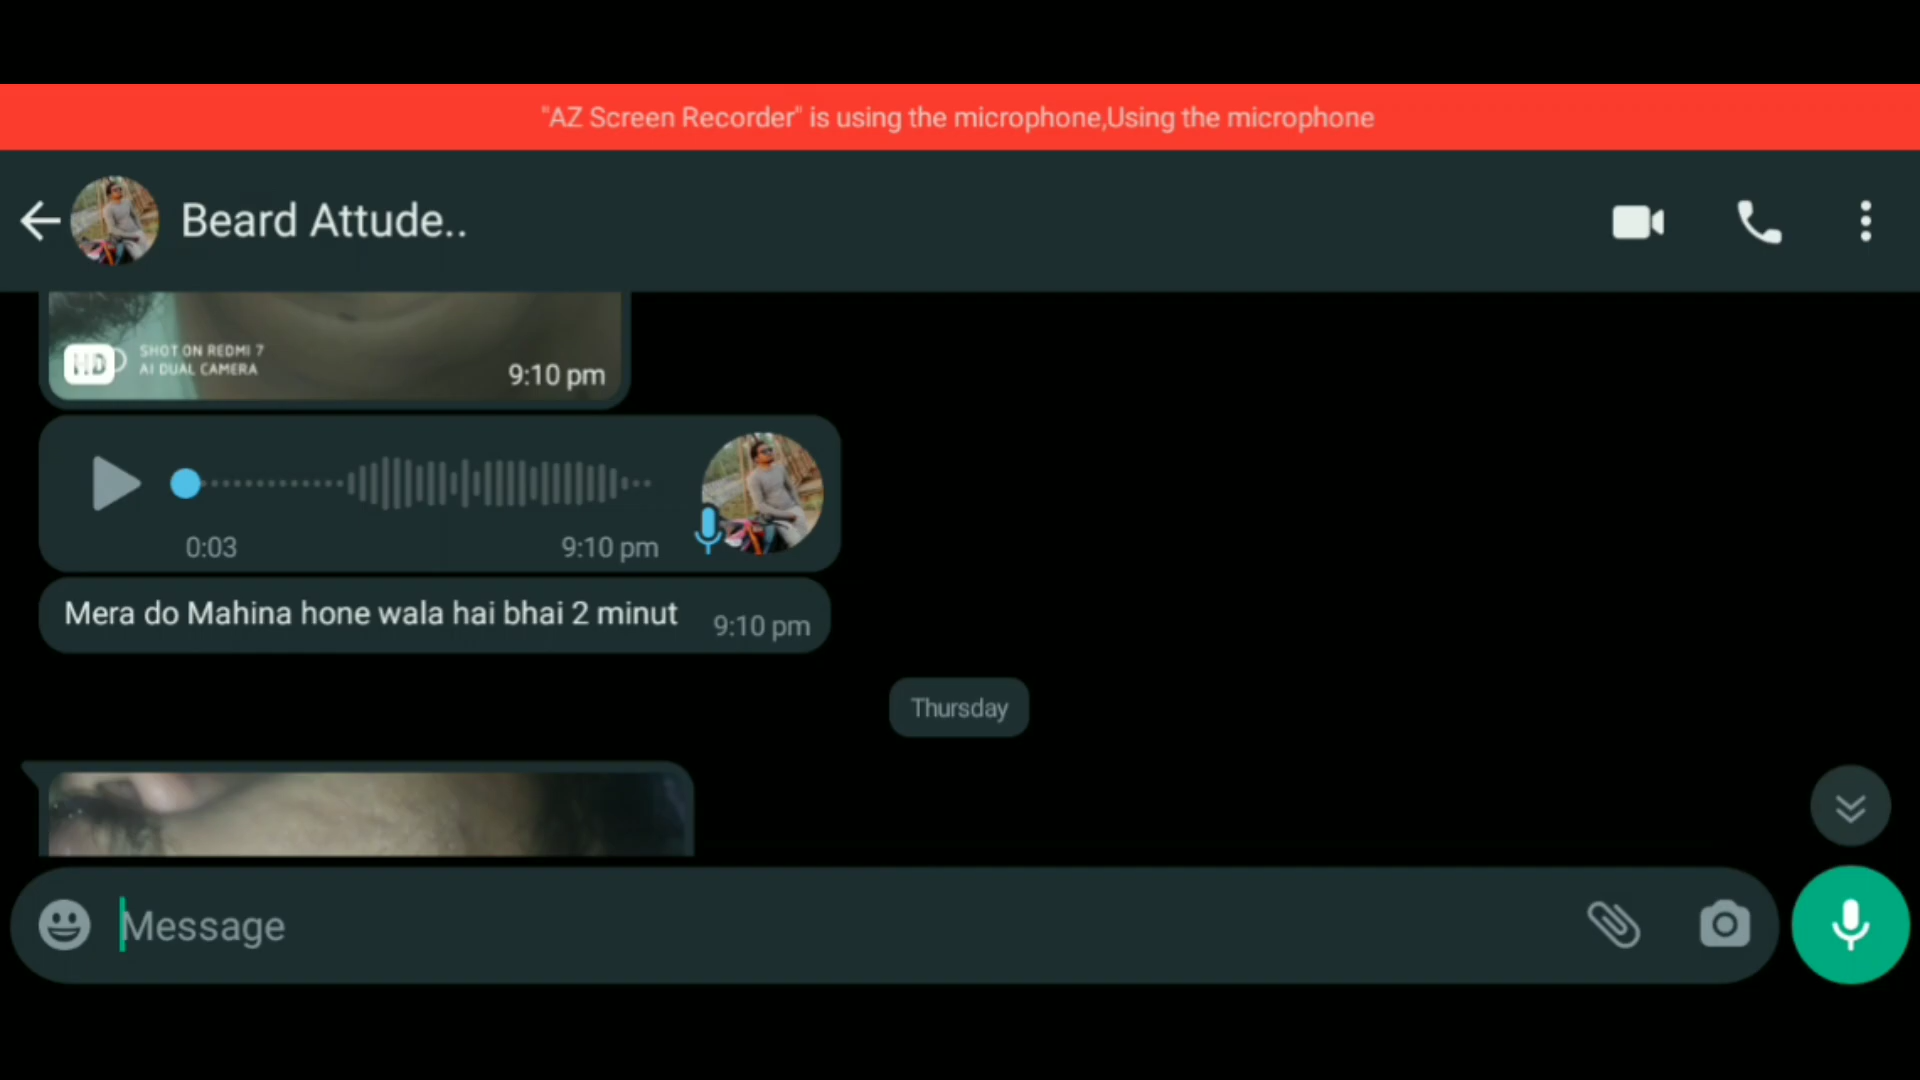 "AZ Screen Recorder" is using the microphone,Using the microphone
Beard Attude..
HD
SHOT ON REDMI 7
AI DUAL CAMERA
9:10 pm
0:03
9:10 pm
Mera do Mahina hone wala hai bhai 2 minut
9:10 pm
Thursday
Message